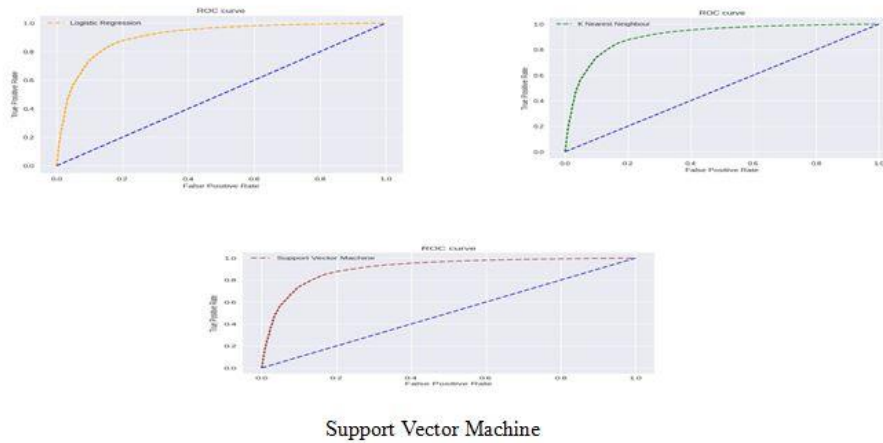 ROC curve
Logistic Regression
True Positive Rate
1.0
0.8
0.6
0.4
0.2
0.0
0.0 0.2 0.4 0.6 0.8 1.0
False Positive Rate
ROC curve
K Nearest Neighbour
True Positive Rate
1.0
0.8
0.6
0.4
0.2
0.0
0.0 0.2 0.4 0.6 0.8 1.0
False Positive Rate
ROC curve
Support Vector Machine
True Positive Rate
1.0
0.8
0.6
0.4
0.2
0.0
0.0 0.2 0.4 0.6 0.8 1.0
False Positive Rate
Support Vector Machine